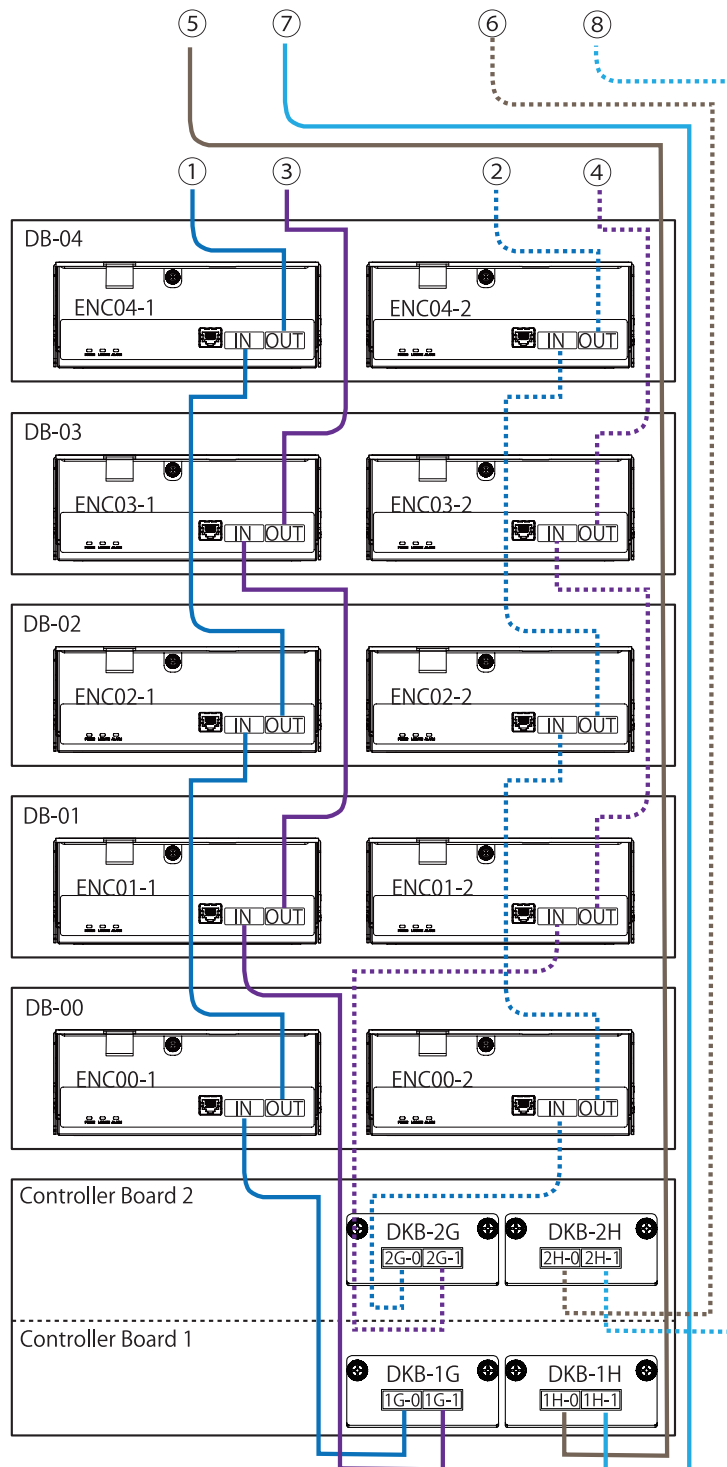 ⑤ ⑦ ⑥ ⑧
① ③ ② ④
DB-04
ENC04-1 ENC04-2
IN OUT IN OUT
DB-03
ENC03-1 ENC03-2
IN OUT IN OUT
DB-02
ENC02-1 ENC02-2
IN OUT IN OUT
DB-01
ENC01-1 ENC01-2
IN OUT IN OUT
DB-00
ENC00-1 ENC00-2
IN OUT IN OUT
Controller Board 2
DKB-2G DKB-2H
2G-0 2G-1 2H-0 2H-1
Controller Board 1
DKB-1G DKB-1H
1G-0 1G-1 1H-0 1H-1